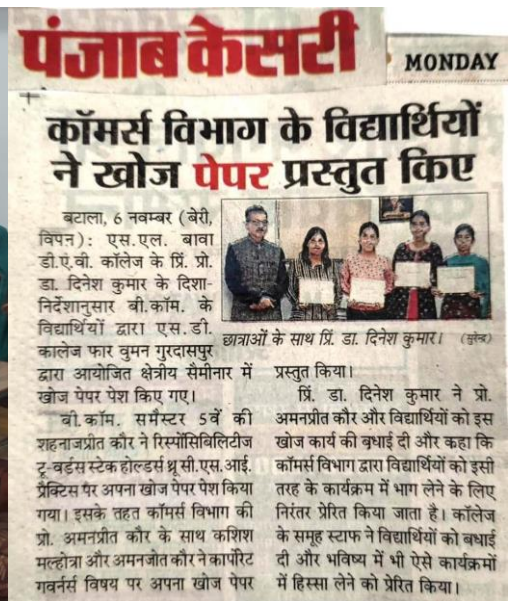 पंजाब केसरी
MONDAY
कॉमर्स विभाग के विद्यार्थियों
ने खोज पेपर प्रस्तुत किए
बटाला, 6 नवम्बर (बेरी,
विपन): एस.एल. बावा
डी.ए.वी. कॉलेज के प्रिं. प्रो.
डा. दिनेश कुमार के दिशा-
निर्देशानुसार बी.कॉम. के
विद्यार्थियों द्वारा एस.डी.
कालेज फार वुमन गुरदासपुर
द्वारा आयोजित क्षेत्रीय सैमीनार में
खोज पेपर पेश किए गए।
बी.कॉम. समैस्टर 5वें की
शहनाजप्रीत कौर ने रिस्पोंसिबिलिटीज
टू-वर्डस स्टेक होल्डर्स थ्रू सी.एस.आई.
प्रैक्टिस पर अपना खोज पेपर पेश किया
गया। इसके तहत कॉमर्स विभाग की
प्रो. अमनप्रीत कौर के साथ कशिश
मल्होत्रा और अमनजोत कौर ने कार्पोरेट
गवर्नर्स विषय पर अपना खोज पेपर
छात्राओं के साथ प्रिं. डा. दिनेश कुमार। (सुरेन्द्र)
प्रस्तुत किया।
प्रिं. डा. दिनेश कुमार ने प्रो.
अमनप्रीत कौर और विद्यार्थियों को इस
खोज कार्य की बधाई दी और कहा कि
कॉमर्स विभाग द्वारा विद्यार्थियों को इसी
तरह के कार्यक्रम में भाग लेने के लिए
निरंतर प्रेरित किया जाता है। कॉलेज
के समूह स्टाफ ने विद्यार्थियों को बधाई
दी और भविष्य में भी ऐसे कार्यक्रमों
में हिस्सा लेने को प्रेरित किया।